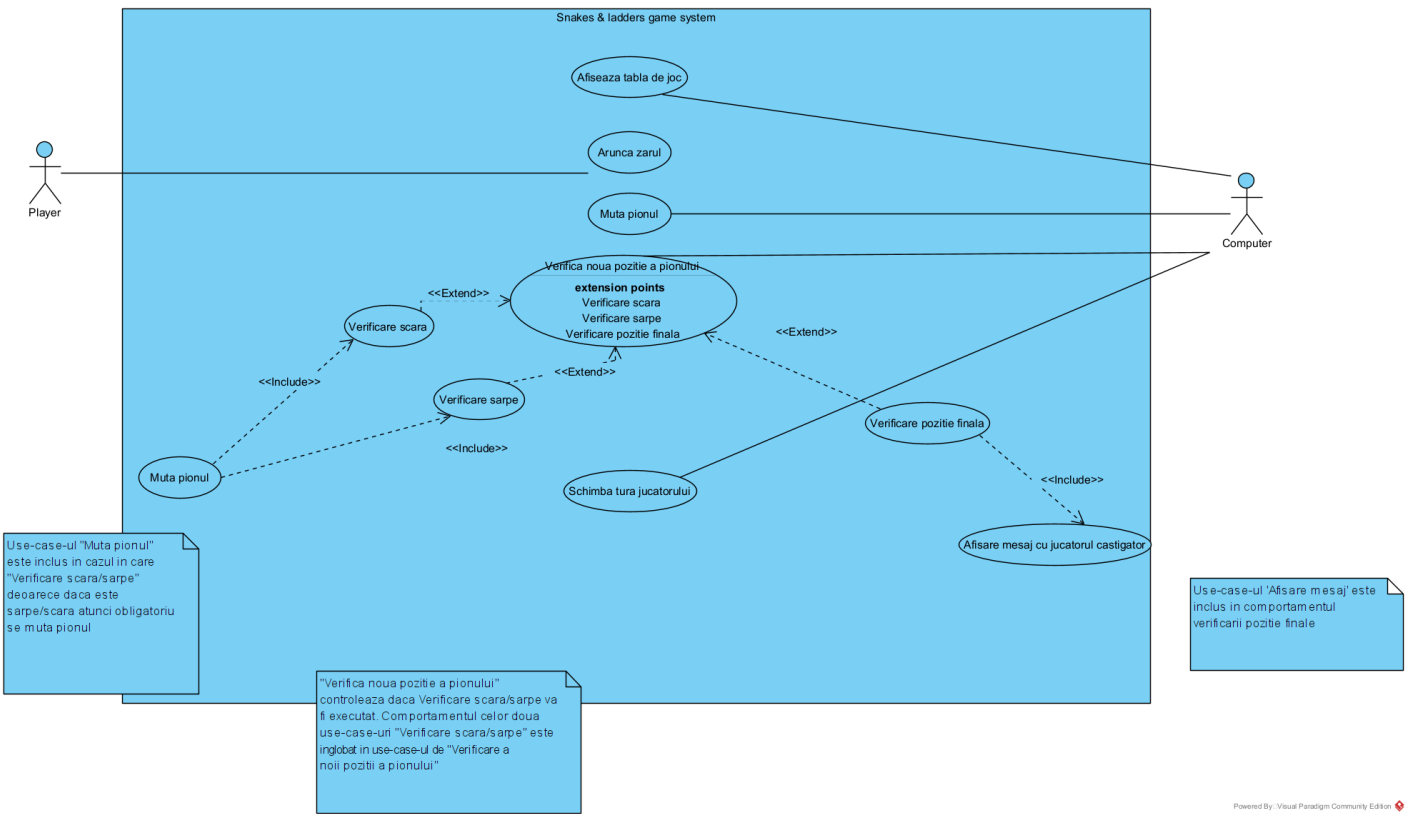 Snakes & ladders game system
Afiseaza tabla de joc
Arunca zarul
Player
Muta pionul
Computer
Verifica noua pozitie a pionului
extension points
Verificare scara
Verificare sarpe
Verificare pozitie finala
<<Extend>>
Verificare scara
<<Extend>>
<<Extend>>
<<Include>>
Verificare sarpe
Verificare pozitie finala
<<Include>>
Muta pionul
<<Include>>
Schimba tura jucatorului
Afisare mesaj cu jucatorul castigator
Use-case-ul "Muta pionul"
este inclus in cazul in care
"Verificare scara/sarpe"
deoarece daca este
sarpe/scara atunci obligatoriu
se muta pionul
Use-case-ul 'Afisare mesaj' este
inclus in comportamentul
verificarii pozitie finale
"Verifica noua pozitie a pionului"
controleaza daca Verificare scara/sarpe va
fi executat. Comportamentul celor doua
use-case-uri "Verificare scara/sarpe" este
inglobat in use-case-ul de "Verificare a
noii pozitii a pionului"
Powered By: Visual Paradigm Community Edition